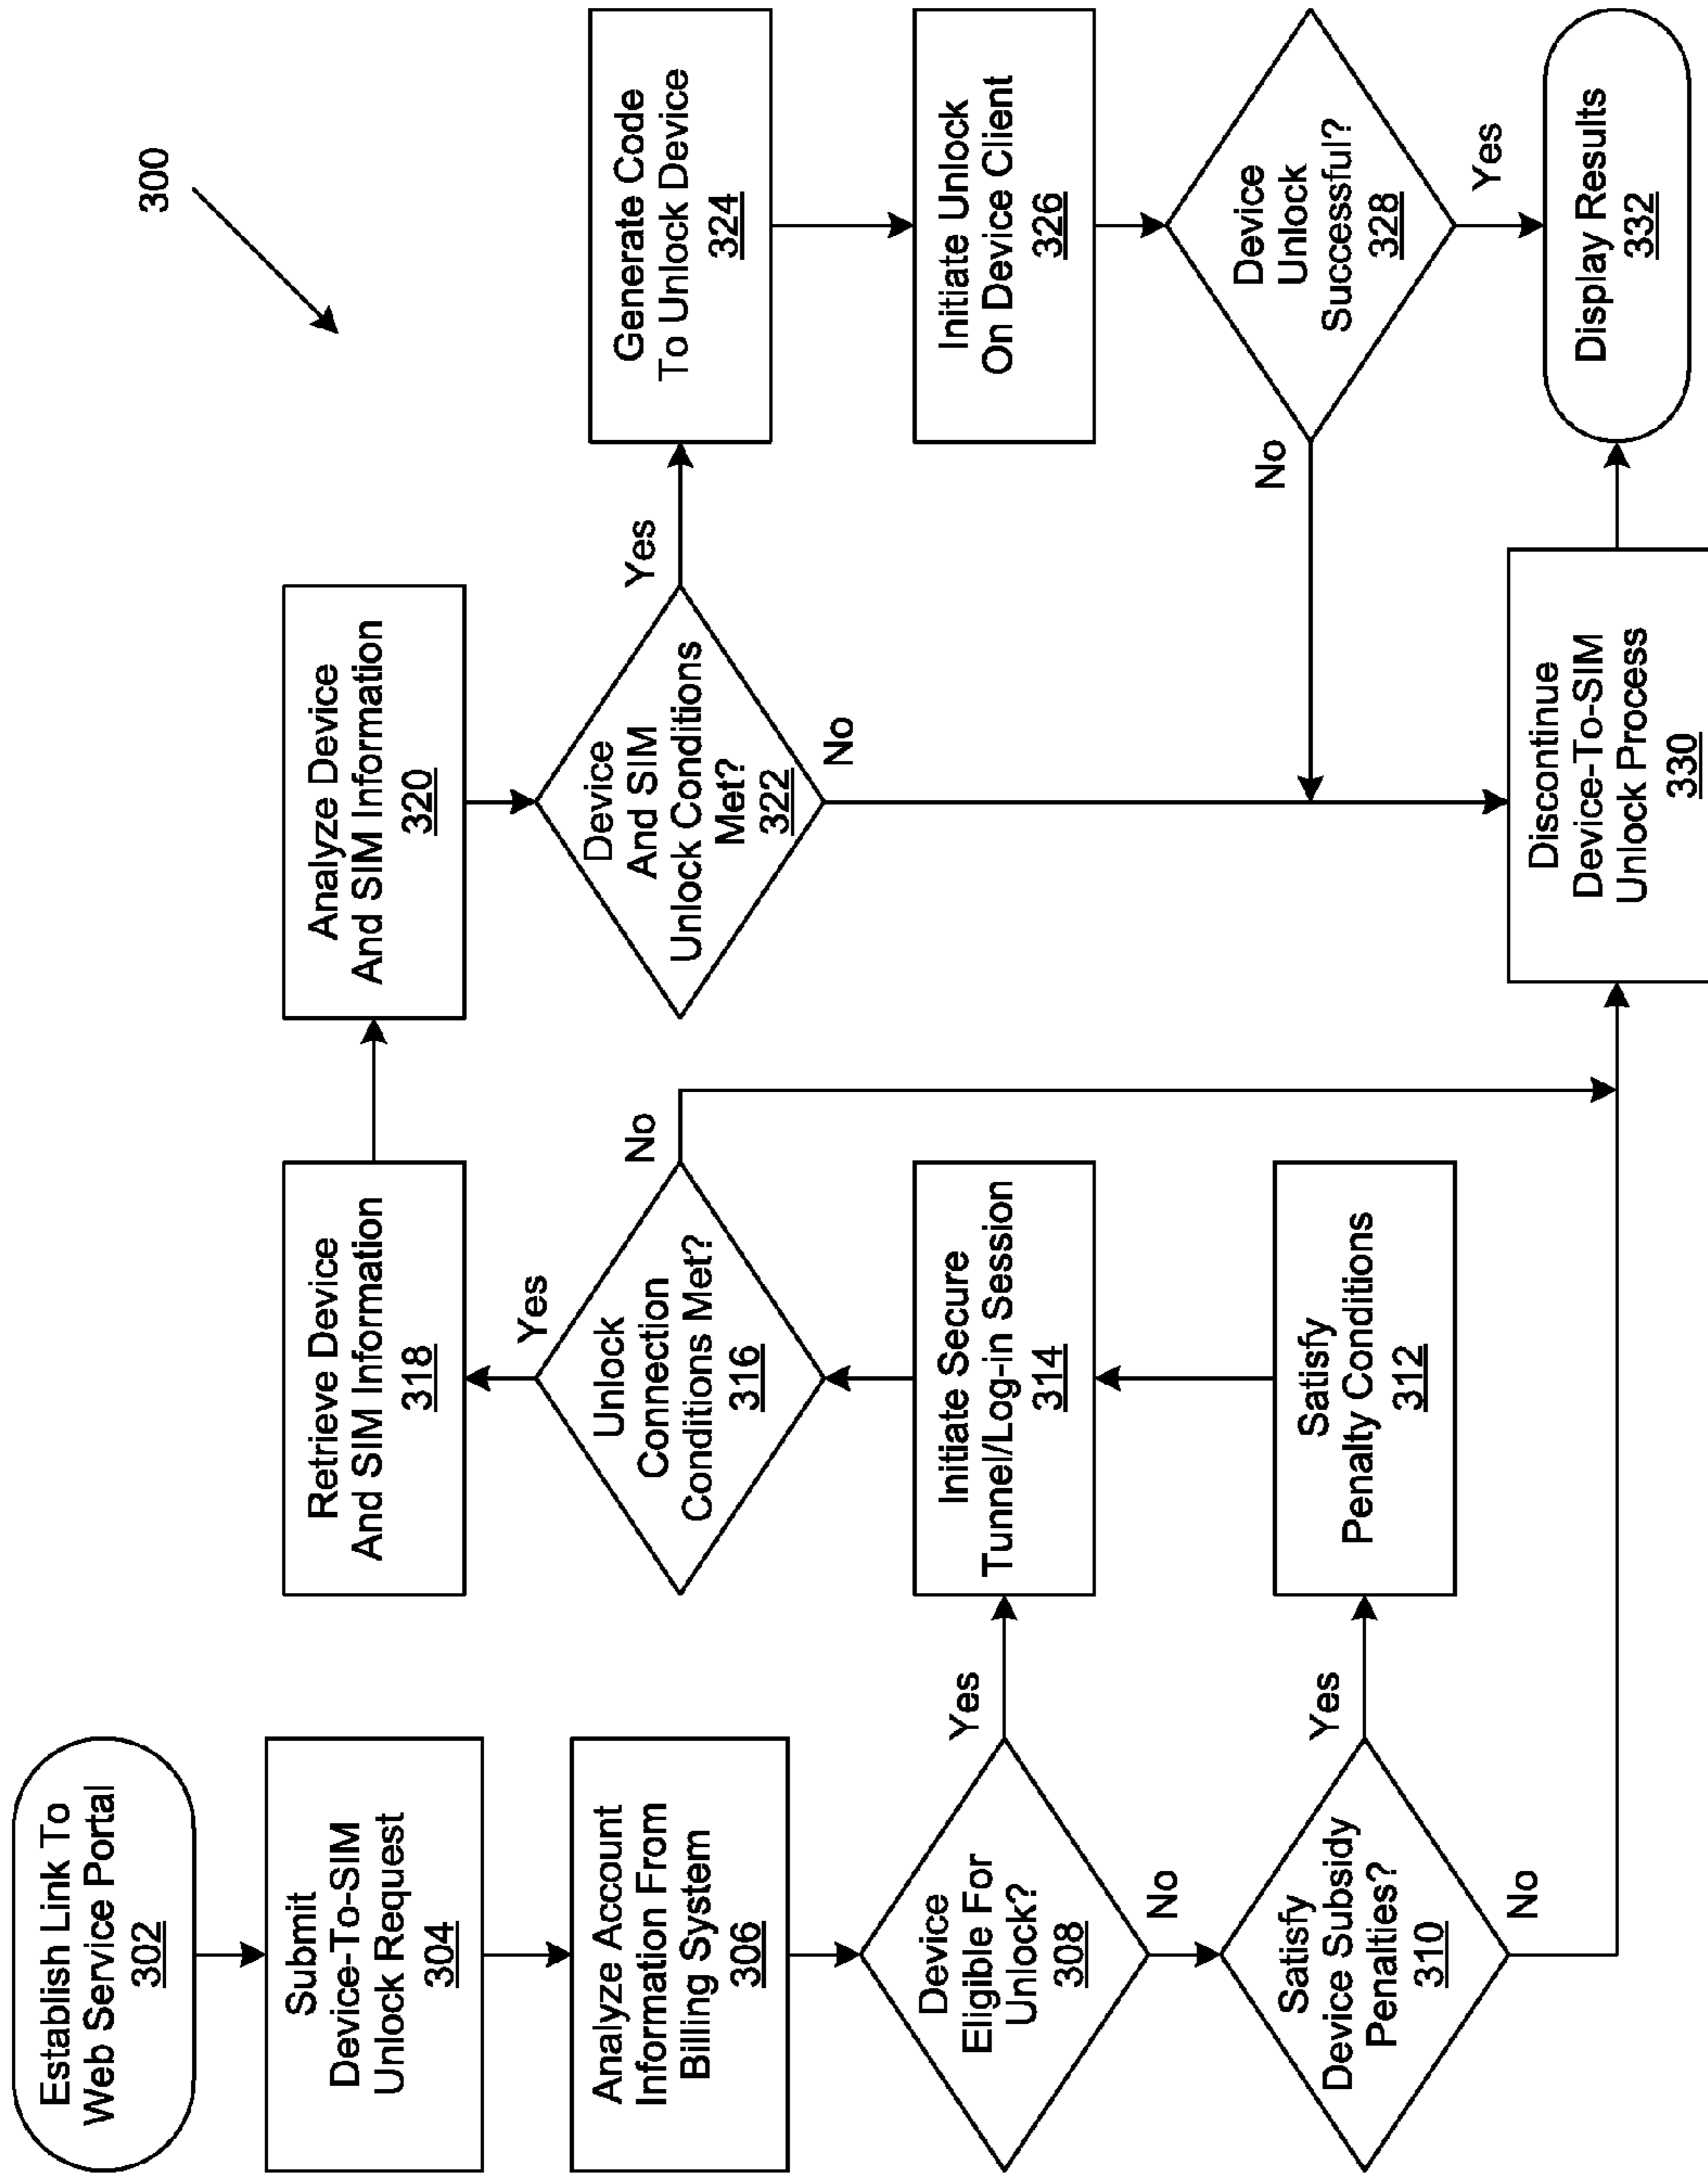 300
Establish Link To
Web Service Portal
302
Submit
Device-To-SIM
Unlock Request
304
Analyze Account
Information From
Billing System
306
Device
Eligible For
Unlock?
308
Yes
No
Satisfy
Device Subsidy
Penalties?
310
Yes
No
Satisfy
Penalty Conditions
312
Initiate Secure
Tunnel/Log-in Session
314
Unlock
Connection
Conditions Met?
316
Yes
No
Retrieve Device
And SIM Information
318
Analyze Device
And SIM Information
320
Device
And SIM
Unlock Conditions
Met?
322
Yes
No
Generate Code
To Unlock Device
324
Initiate Unlock
On Device Client
326
Device
Unlock
Successful?
328
No
Yes
Discontinue
Device-To-SIM
Unlock Process
330
Display Results
332